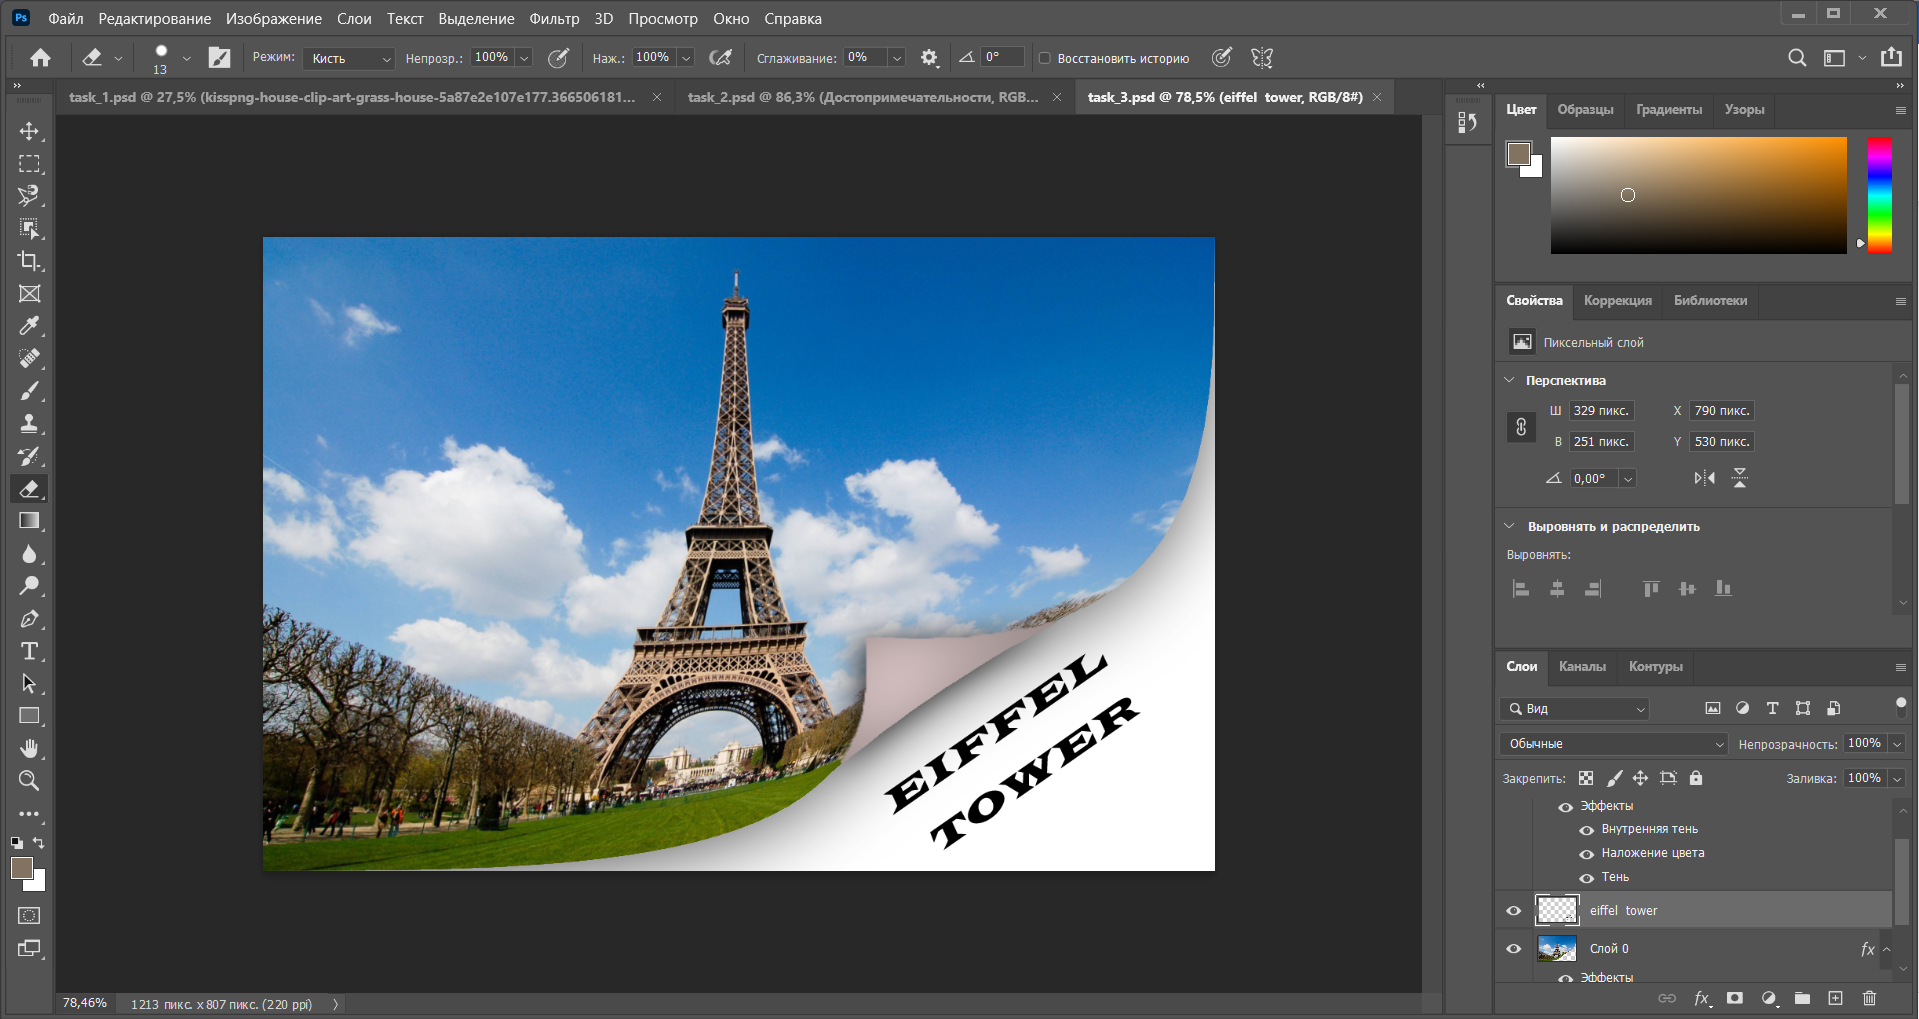 Ps Файл Редактирование Изображение Слои Текст Выделение Фильтр 3D Просмотр Окно Справка
13 Режим: Кисть Непрозр.: 100% Наж.: 100% Сглаживание: 0% 0° Восстановить историю
task_1.psd @ 27,5% (kisspng-house-clip-art-grass-house-5a87e2e107e177.366506181... task_2.psd @ 86,3% (Достопримечательности, RGB... task_3.psd @ 78,5% (eiffel tower, RGB/8#)
Цвет Образцы Градиенты Узоры
Свойства Коррекция Библиотеки
Пиксельный слой
Перспектива
Ш 329 пикс. X 790 пикс.
В 251 пикс. Y 530 пикс.
0,00°
Выровнять и распределить
Выровнять:
EIFFEL
TOWER
Слои Каналы Контуры
Вид
Обычные Непрозрачность: 100%
Закрепить: Заливка: 100%
Эффекты
Внутренняя тень
Наложение цвета
Тень
eiffel tower
Слой 0 fx
Эффекты
fx
78,46% 1213 пикс. x 807 пикс. (220 ppi)